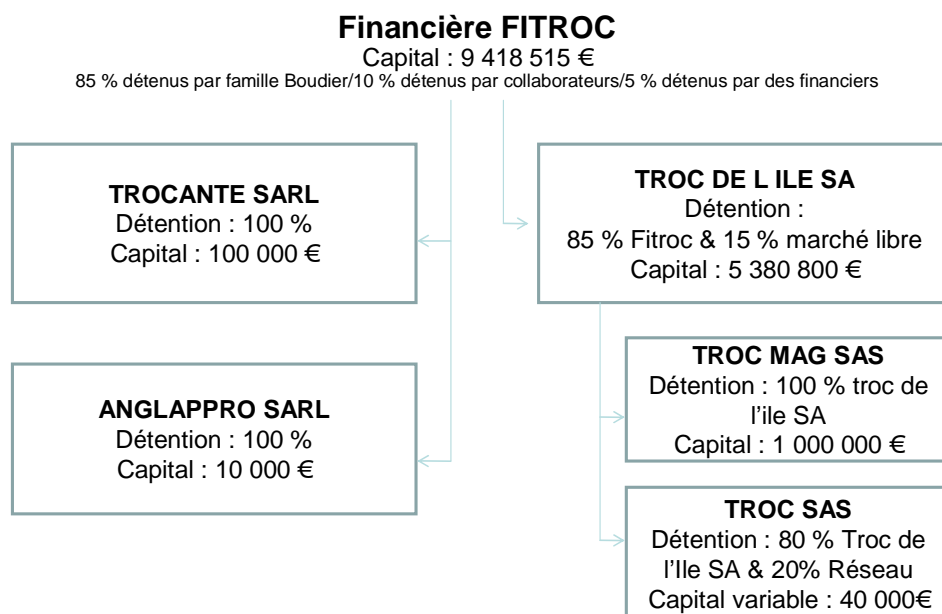 Financière FITROC
Capital : 9 418 515 €
85 % détenus par famille Boudier/10 % détenus par collaborateurs/5 % détenus par des financiers
TROCANTE SARL
Détention : 100 %
Capital : 100 000 €
TROC DE L ILE SA
Détention :
85 % Fitroc & 15 % marché libre
Capital : 5 380 800 €
ANGLAPPRO SARL
Détention : 100 %
Capital : 10 000 €
TROC MAG SAS
Détention : 100 % troc de
l'ile SA
Capital : 1 000 000 €
TROC SAS
Détention : 80 % Troc de
l'Ile SA & 20% Réseau
Capital variable : 40 000€